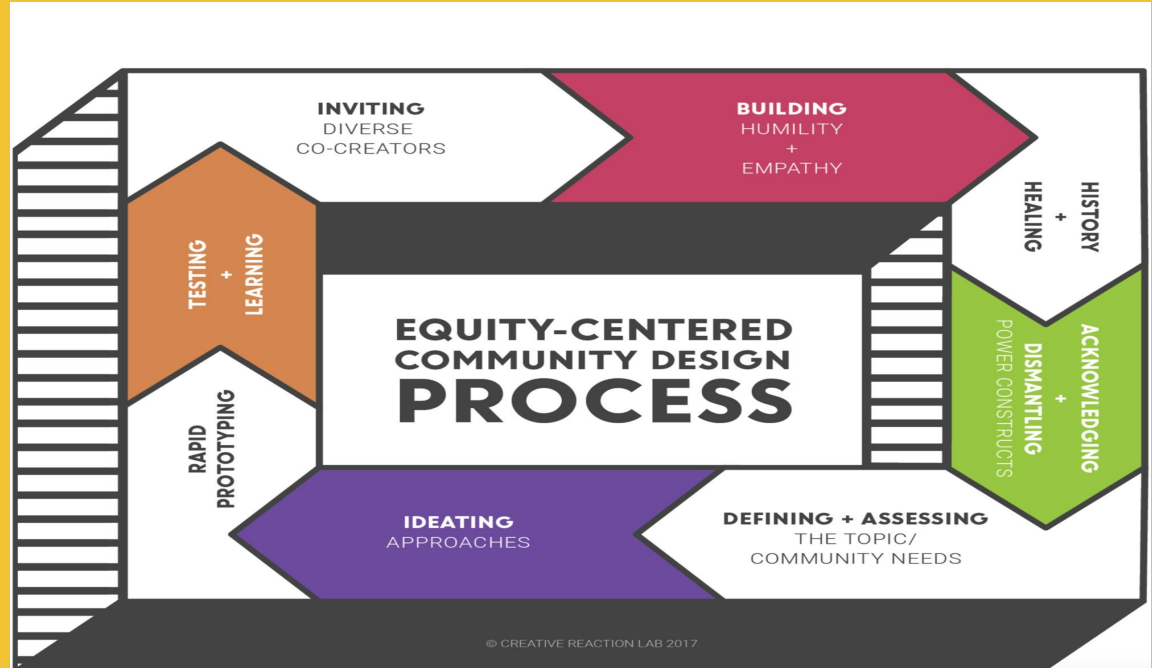 INVITING
DIVERSE
CO-CREATORS
BUILDING
HUMILITY
+
EMPATHY
HISTORY
+
HEALING
ACKNOWLEDGING
+
DISMANTLING
POWER CONSTRUCTS
DEFINING + ASSESSING
THE TOPIC/
COMMUNITY NEEDS
IDEATING
APPROACHES
RAPID
PROTOTYPING
TESTING
+
LEARNING
EQUITY-CENTERED
COMMUNITY DESIGN
PROCESS
© CREATIVE REACTION LAB 2017